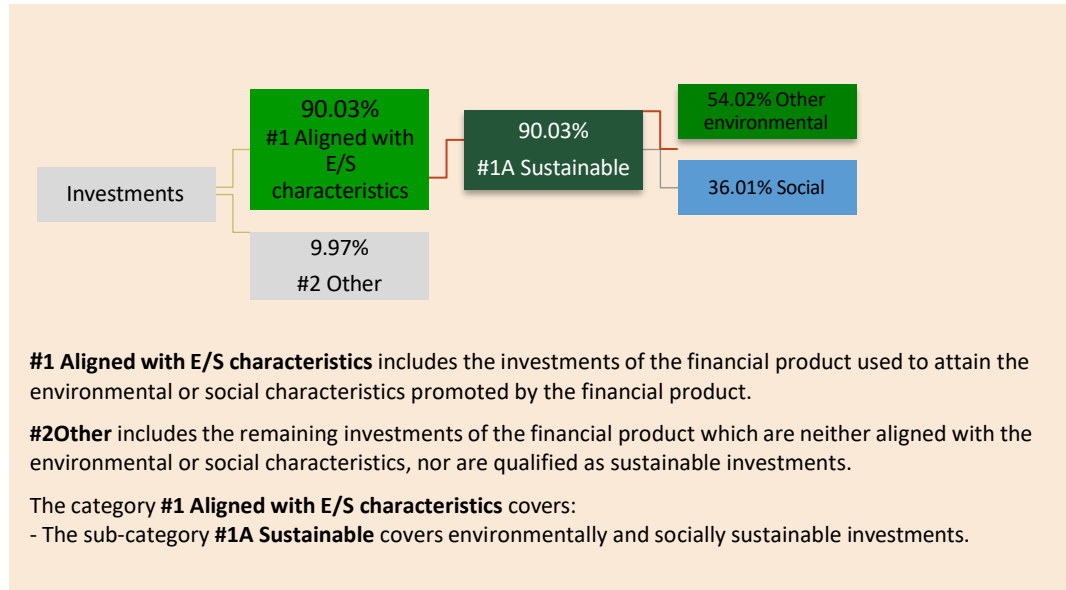 90.03%
#1 Aligned with
E/S
characteristics
90.03%
#1A Sustainable
54.02% Other
environmental
Investments
36.01% Social
9.97%
#2 Other
#1 Aligned with E/S characteristics includes the investments of the financial product used to attain the
environmental or social characteristics promoted by the financial product.
#2Other includes the remaining investments of the financial product which are neither aligned with the
environmental or social characteristics, nor are qualified as sustainable investments.
The category #1 Aligned with E/S characteristics covers:
- The sub-category #1A Sustainable covers environmentally and socially sustainable investments.